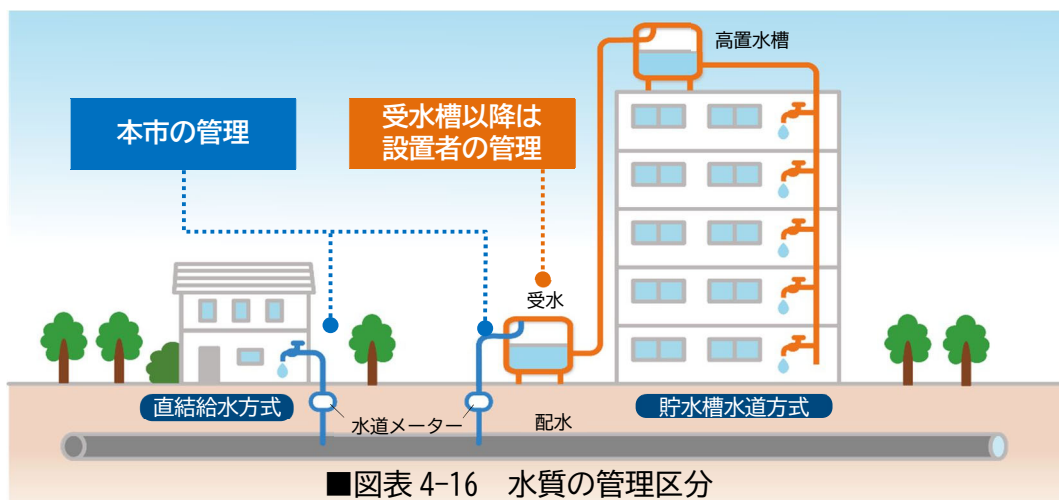 高置水槽
本市の管理
受水槽以降は
設置者の管理
受水
直結給水方式
水道メーター
配水
貯水槽水道方式
■図表 4-16　水質の管理区分